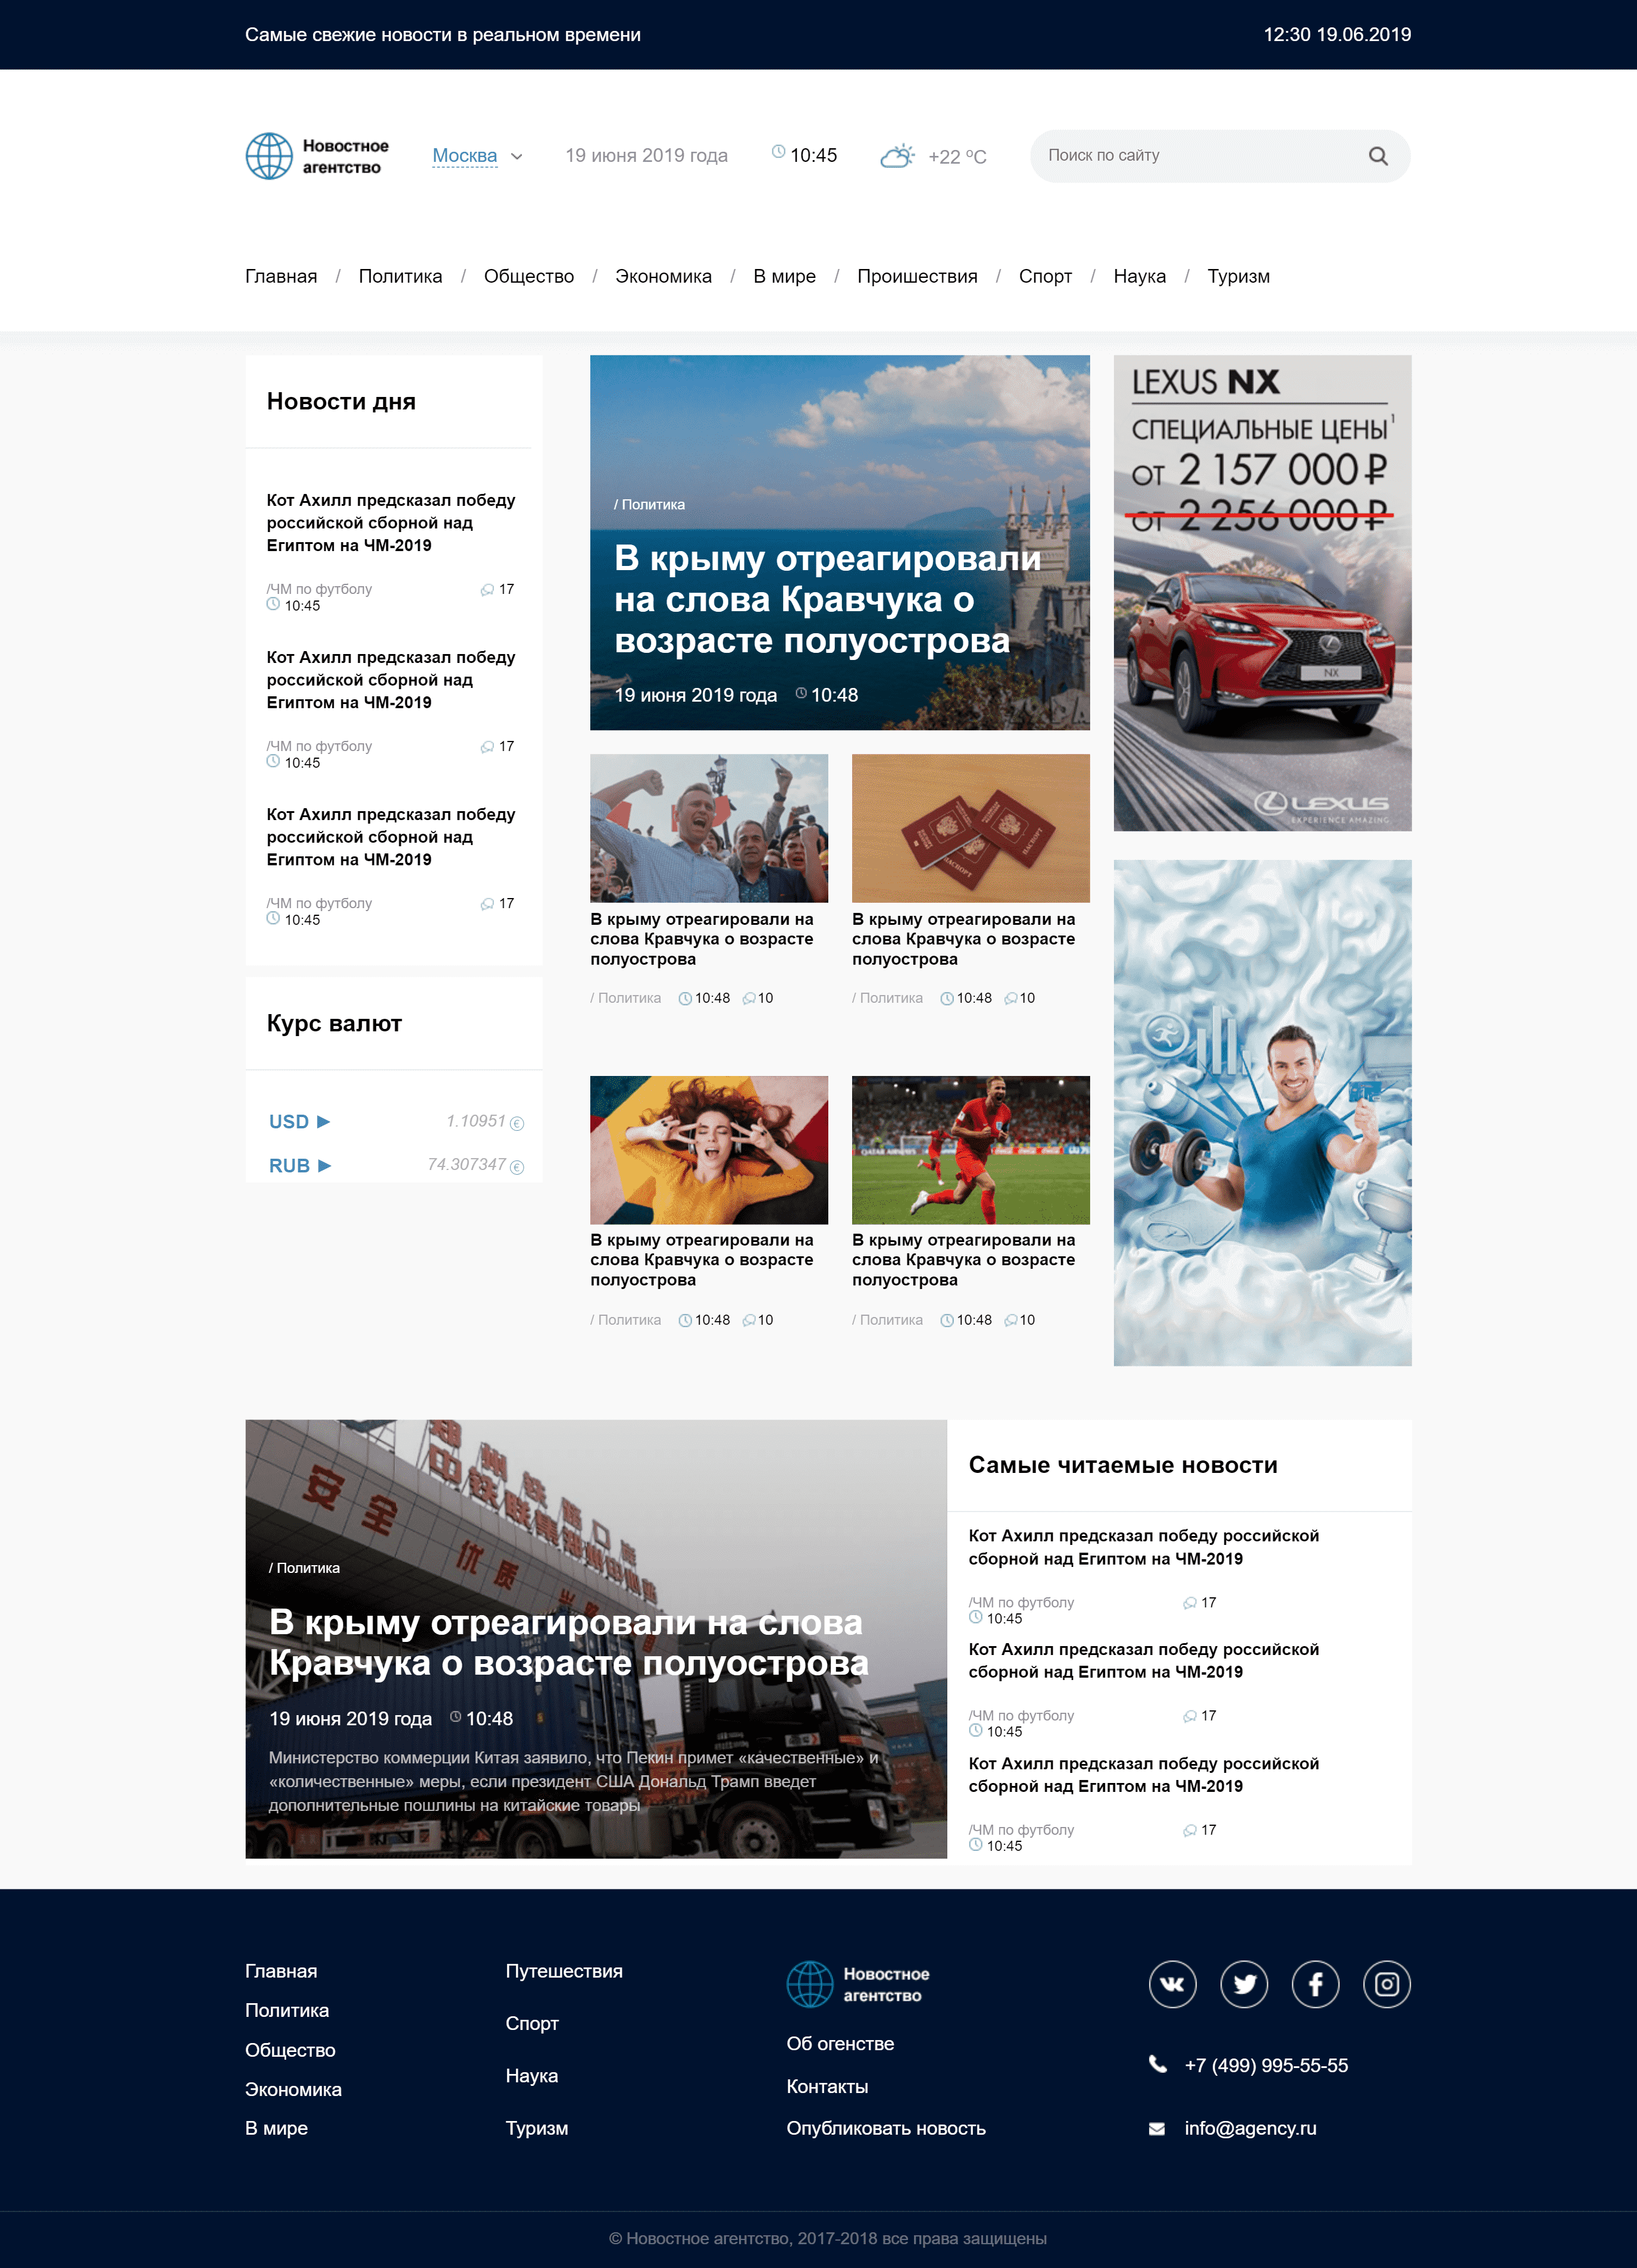 Самые свежие новости в реальном времени
12:30 19.06.2019
Новостное
агентство
Москва
19 июня 2019 года
10:45
+22 ºC
Поиск по сайту
Главная / Политика / Общество / Экономика / В мире / Проишествия / Спорт / Наука / Туризм
Новости дня
Кот Ахилл предсказал победу
российской сборной над
Египтом на ЧМ-2019
/ЧМ по футболу
17
10:45
Кот Ахилл предсказал победу
российской сборной над
Египтом на ЧМ-2019
/ЧМ по футболу
17
10:45
Кот Ахилл предсказал победу
российской сборной над
Египтом на ЧМ-2019
/ЧМ по футболу
17
10:45
Курс валют
USD ►
1.10951 €
RUB ►
74.307347 €
/ Политика
В крыму отреагировали
на слова Кравчука о
возрасте полуострова
19 июня 2019 года
10:48
В крыму отреагировали на
слова Кравчука о возрасте
полуострова
/ Политика
10:48
10
ПАСПОРТ
ПАСПОРТ
В крыму отреагировали на
слова Кравчука о возрасте
полуострова
/ Политика
10:48
10
В крыму отреагировали на
слова Кравчука о возрасте
полуострова
/ Политика
10:48
10
QATAR AIRWAYS
В крыму отреагировали на
слова Кравчука о возрасте
полуострова
/ Политика
10:48
10
LEXUS NX
СПЕЦИАЛЬНЫЕ ЦЕНЫ¹
ОТ 2 157 000 ₽
ОТ 2 256 000 ₽
NX
LEXUS
EXPERIENCE AMAZING
安全
优质
/ Политика
В крыму отреагировали на слова
Кравчука о возрасте полуострова
19 июня 2019 года
10:48
Министерство коммерции Китая заявило, что Пекин примет «качественные» и
«количественные» меры, если президент США Дональд Трамп введет
дополнительные пошлины на китайские товары
Самые читаемые новости
Кот Ахилл предсказал победу российской
сборной над Египтом на ЧМ-2019
/ЧМ по футболу
17
10:45
Кот Ахилл предсказал победу российской
сборной над Египтом на ЧМ-2019
/ЧМ по футболу
17
10:45
Кот Ахилл предсказал победу российской
сборной над Египтом на ЧМ-2019
/ЧМ по футболу
17
10:45
Главная
Политика
Общество
Экономика
В мире
Путешествия
Спорт
Наука
Туризм
Новостное
агентство
Об огенстве
Контакты
Опубликовать новость
+7 (499) 995-55-55
info@agency.ru
© Новостное агентство, 2017-2018 все права защищены